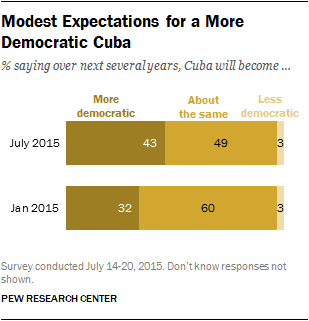 Modest Expectations for a More
Democratic Cuba
% saying over next several years, Cuba will become ...
More
democratic
About
the same
Less
democratic
July 2015 43 49 3
Jan 2015 32 60 3
Survey conducted July 14-20, 2015. Don't know responses not
shown.
PEW RESEARCH CENTER